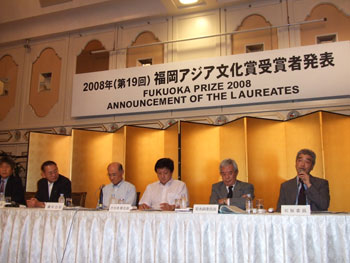 2008年(第19回) 福岡アジア文化賞受賞者発表
FUKUOKA PRIZE 2008
ANNOUNCEMENT OF THE LAUREATES